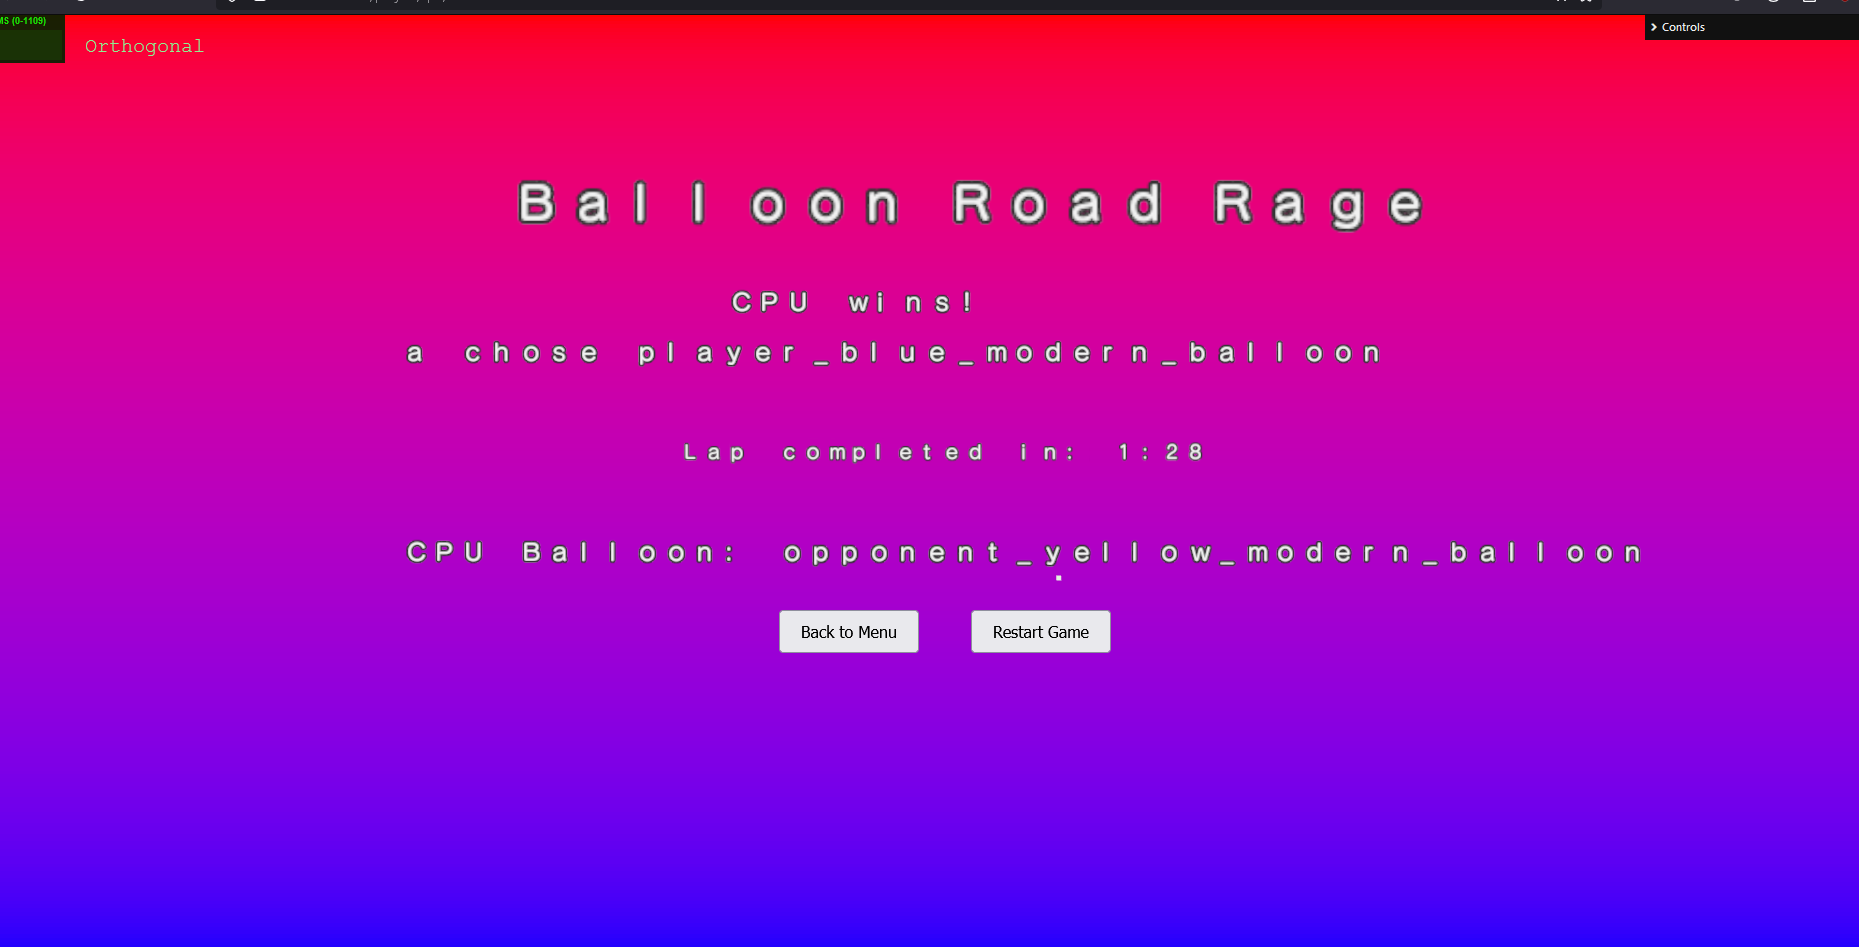 MS (0-1109)
Orthogonal
Controls
Balloon Road Rage
CPU wins!
a chose player_blue_modern_balloon
Lap completed in: 1:28
CPU Balloon: opponent_yellow_modern_balloon
Back to Menu
Restart Game